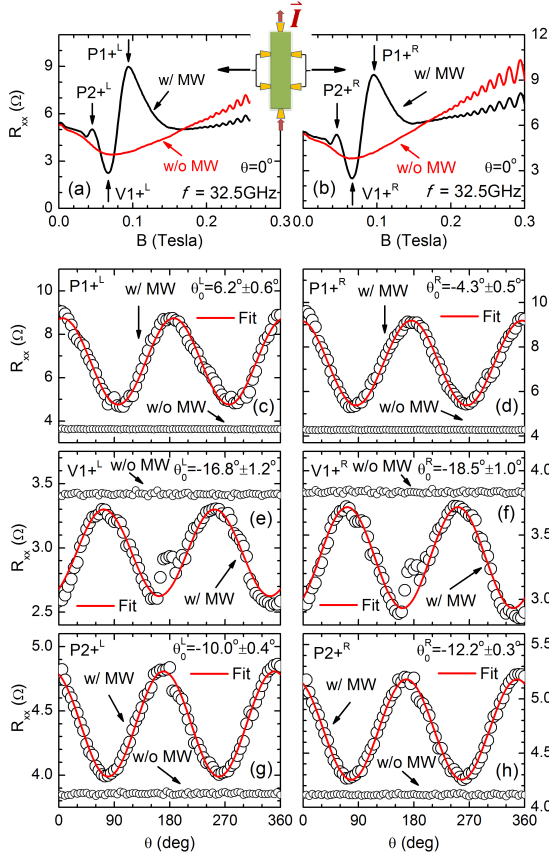 I
P1+ᴸ
P2+ᴸ
w/ MW
w/o MW
θ=0°
(a)
V1+ᴸ
f = 32.5GHz
Rxx (Ω)
0 3 6 9
0.0 0.1 0.2 0.3
B (Tesla)
P1+ᴿ
P2+ᴿ
w/ MW
w/o MW
θ=0°
(b)
V1+ᴿ
f = 32.5GHz
12 9 6 3
0.1 0.2 0.3
B (Tesla)
P1+ᴸ
w/ MW
θ₀ᴸ=6.2°±0.6°
Fit
w/o MW
(c)
Rxx (Ω)
10 8 6 4
P1+ᴿ
w/ MW
θ₀ᴿ=-4.3°±0.5°
Fit
w/o MW
(d)
10 8 6 4
V1+ᴸ
w/o MW
θ₀ᴸ=-16.8°±1.2°
(e)
Fit
w/ MW
Rxx (Ω)
3.5 3.0 2.5
V1+ᴿ
w/o MW
θ₀ᴿ=-18.5°±1.0°
(f)
Fit
w/ MW
4.0 3.5 3.0
P2+ᴸ
θ₀ᴸ=-10.0°±0.4°
w/ MW
Fit
w/o MW
(g)
Rxx (Ω)
5.0 4.5 4.0
0 90 180 270 360
θ (deg)
P2+ᴿ
θ₀ᴿ=-12.2°±0.3°
w/ MW
Fit
w/o MW
(h)
5.5 5.0 4.5 4.0
90 180 270 360
θ (deg)